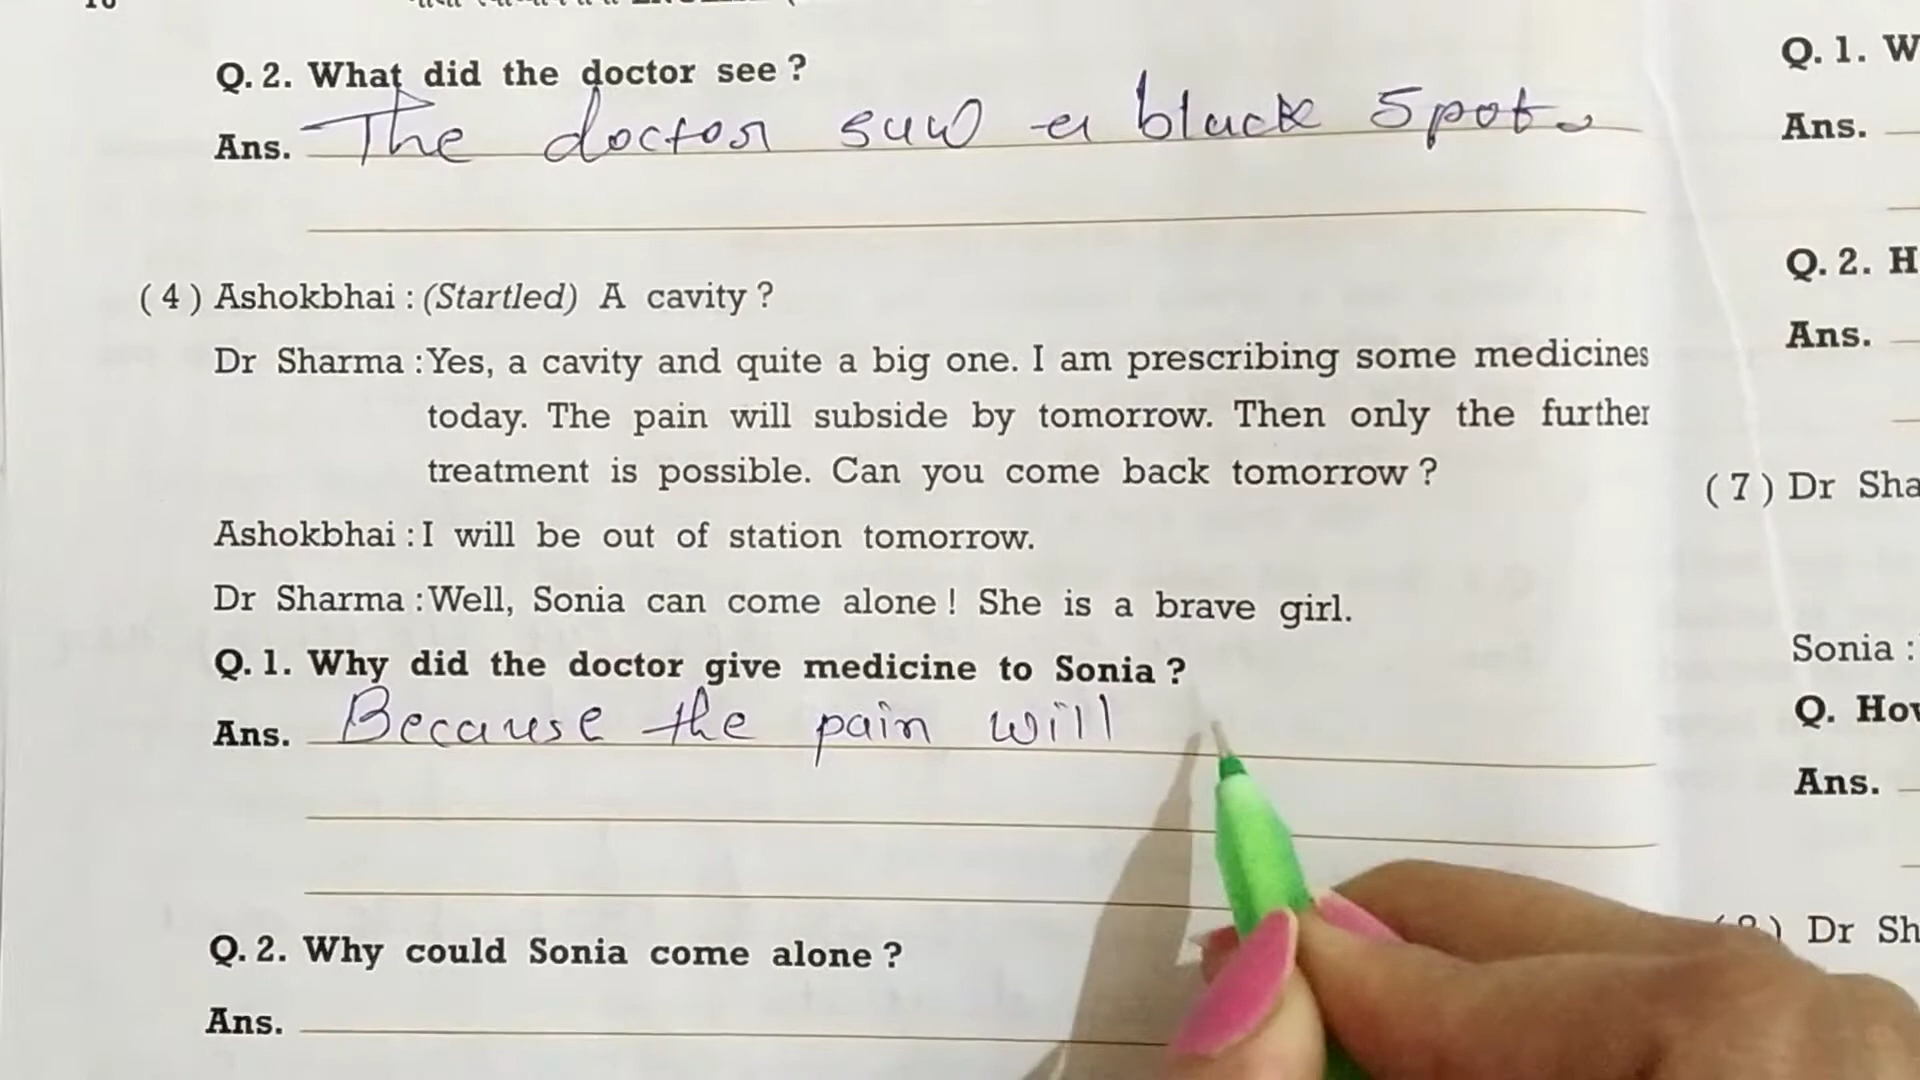 Q. 2. What did the doctor see ?
Ans. The doctor saw a black spot.
( 4 ) Ashokbhai : (Startled) A cavity ?
Dr Sharma : Yes, a cavity and quite a big one. I am prescribing some medicines
today. The pain will subside by tomorrow. Then only the further
treatment is possible. Can you come back tomorrow ?
Ashokbhai : I will be out of station tomorrow.
Dr Sharma : Well, Sonia can come alone ! She is a brave girl.
Q. 1. Why did the doctor give medicine to Sonia ?
Ans. Because the pain will
Q. 2. Why could Sonia come alone ?
Ans.
Q. 1.
Ans.
Q. 2.
Ans.
( 7 ) Dr
Sonia :
Q.
Ans.
Dr